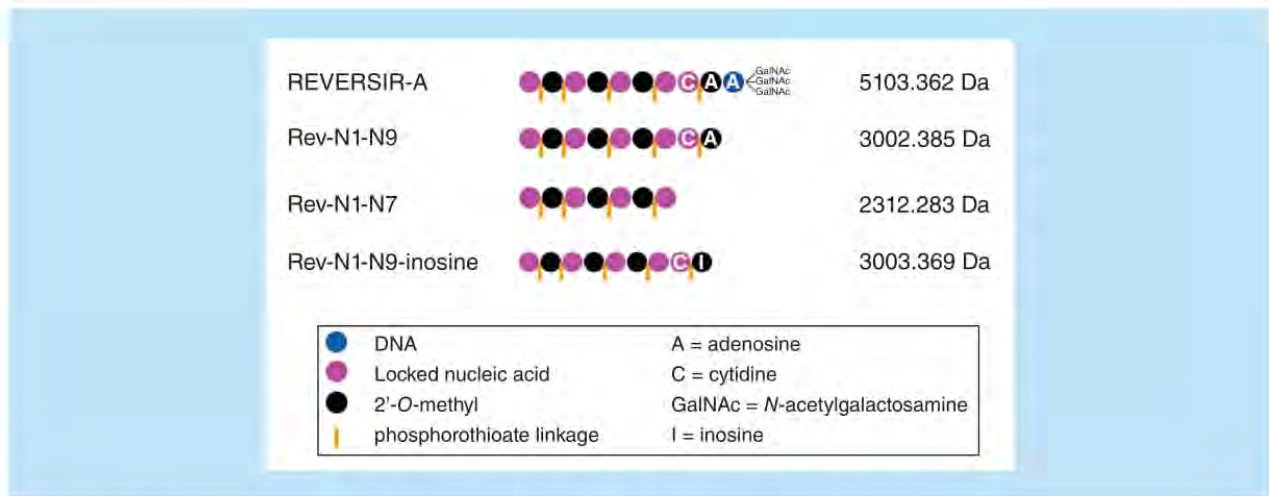 REVERSIR-A C A A GalNAc GalNAc GalNAc 5103.362 Da
Rev-N1-N9 C A 3002.385 Da
Rev-N1-N7 2312.283 Da
Rev-N1-N9-inosine C I 3003.369 Da
DNA A = adenosine
Locked nucleic acid C = cytidine
2'-O-methyl GalNAc = N-acetylgalactosamine
phosphorothioate linkage I = inosine